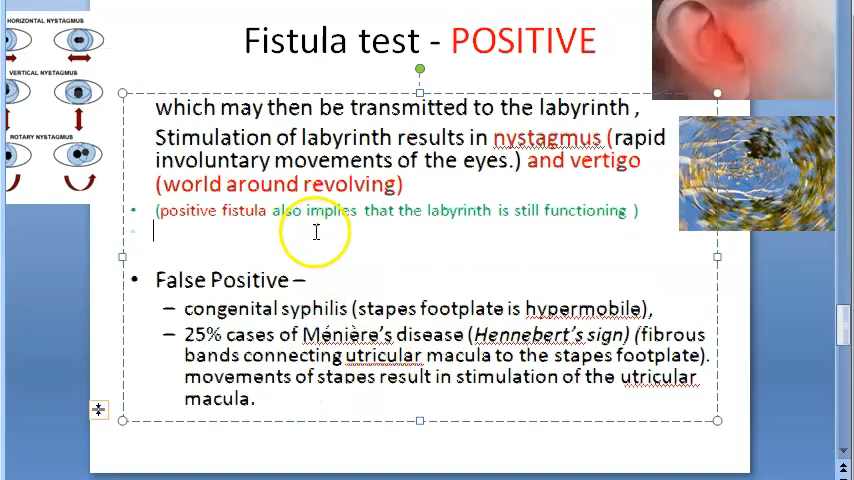 HORIZONTAL NYSTAGMUS
VERTICAL NYSTAGMUS
ROTARY NYSTAGMUS
Fistula test - POSITIVE
which may then be transmitted to the labyrinth ,
Stimulation of labyrinth results in nystagmus (rapid
involuntary movements of the eyes.) and vertigo
(world around revolving)
• (positive fistula also implies that the labyrinth is still functioning )
• False Positive –
– congenital syphilis (stapes footplate is hypermobile),
– 25% cases of Ménière's disease (Hennebert's sign) (fibrous
bands connecting utricular macula to the stapes footplate).
movements of stapes result in stimulation of the utricular
macula.